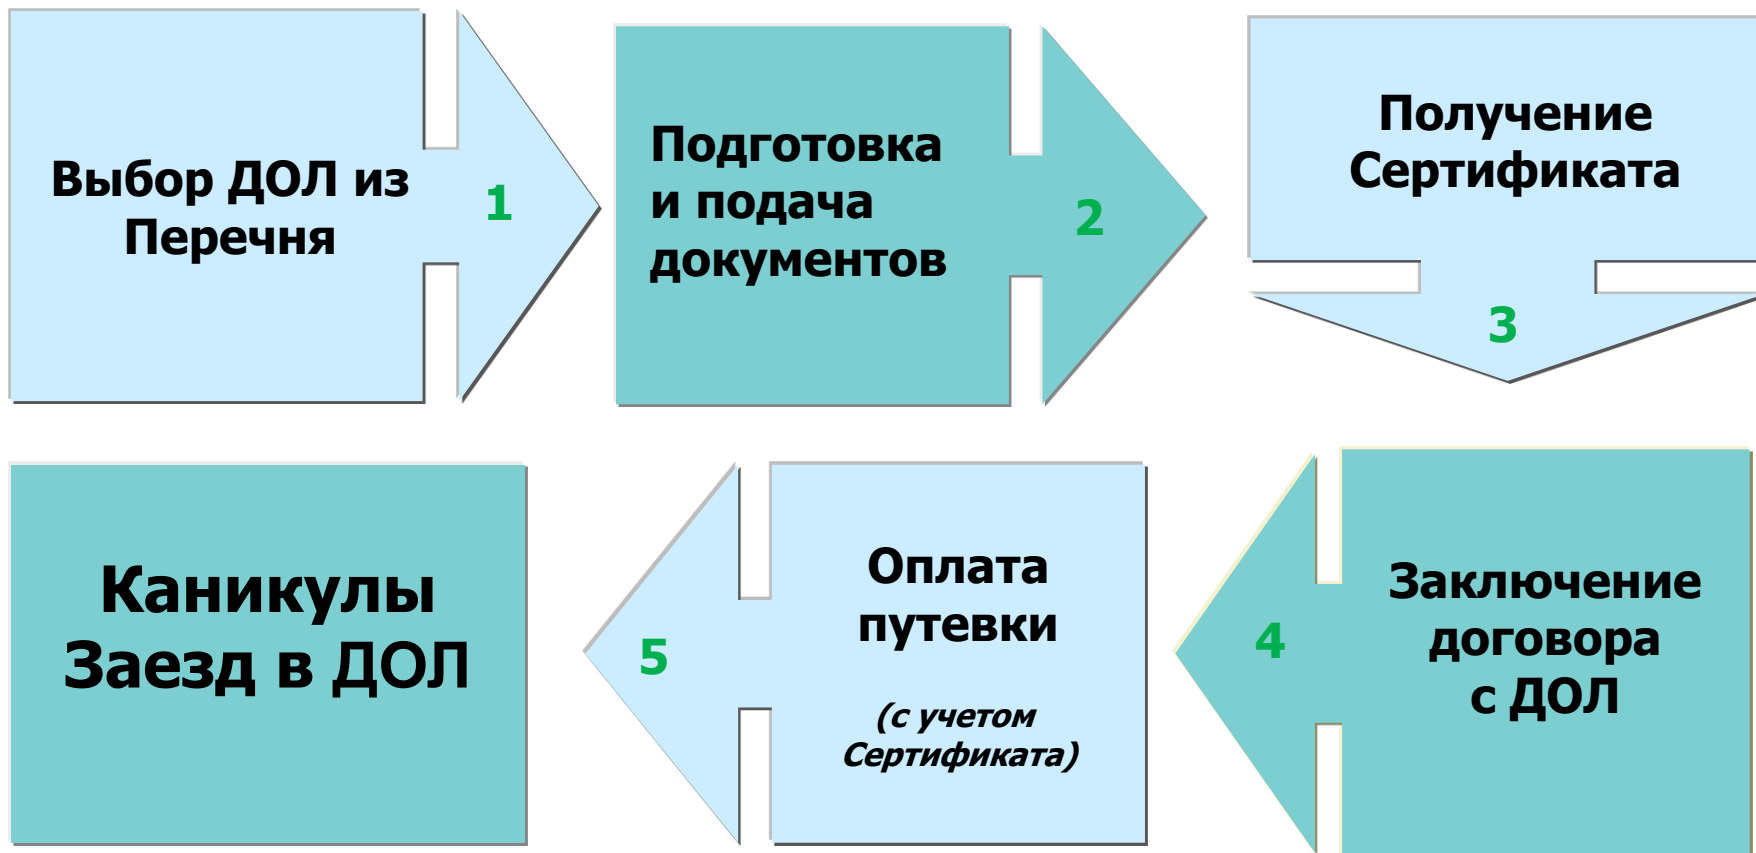 Выбор ДОЛ из
Перечня
1
Подготовка
и подача
документов
2
Получение
Сертификата
3
Заключение
договора
с ДОЛ
4
Оплата
путевки
(с учетом
Сертификата)
5
Каникулы
Заезд в ДОЛ